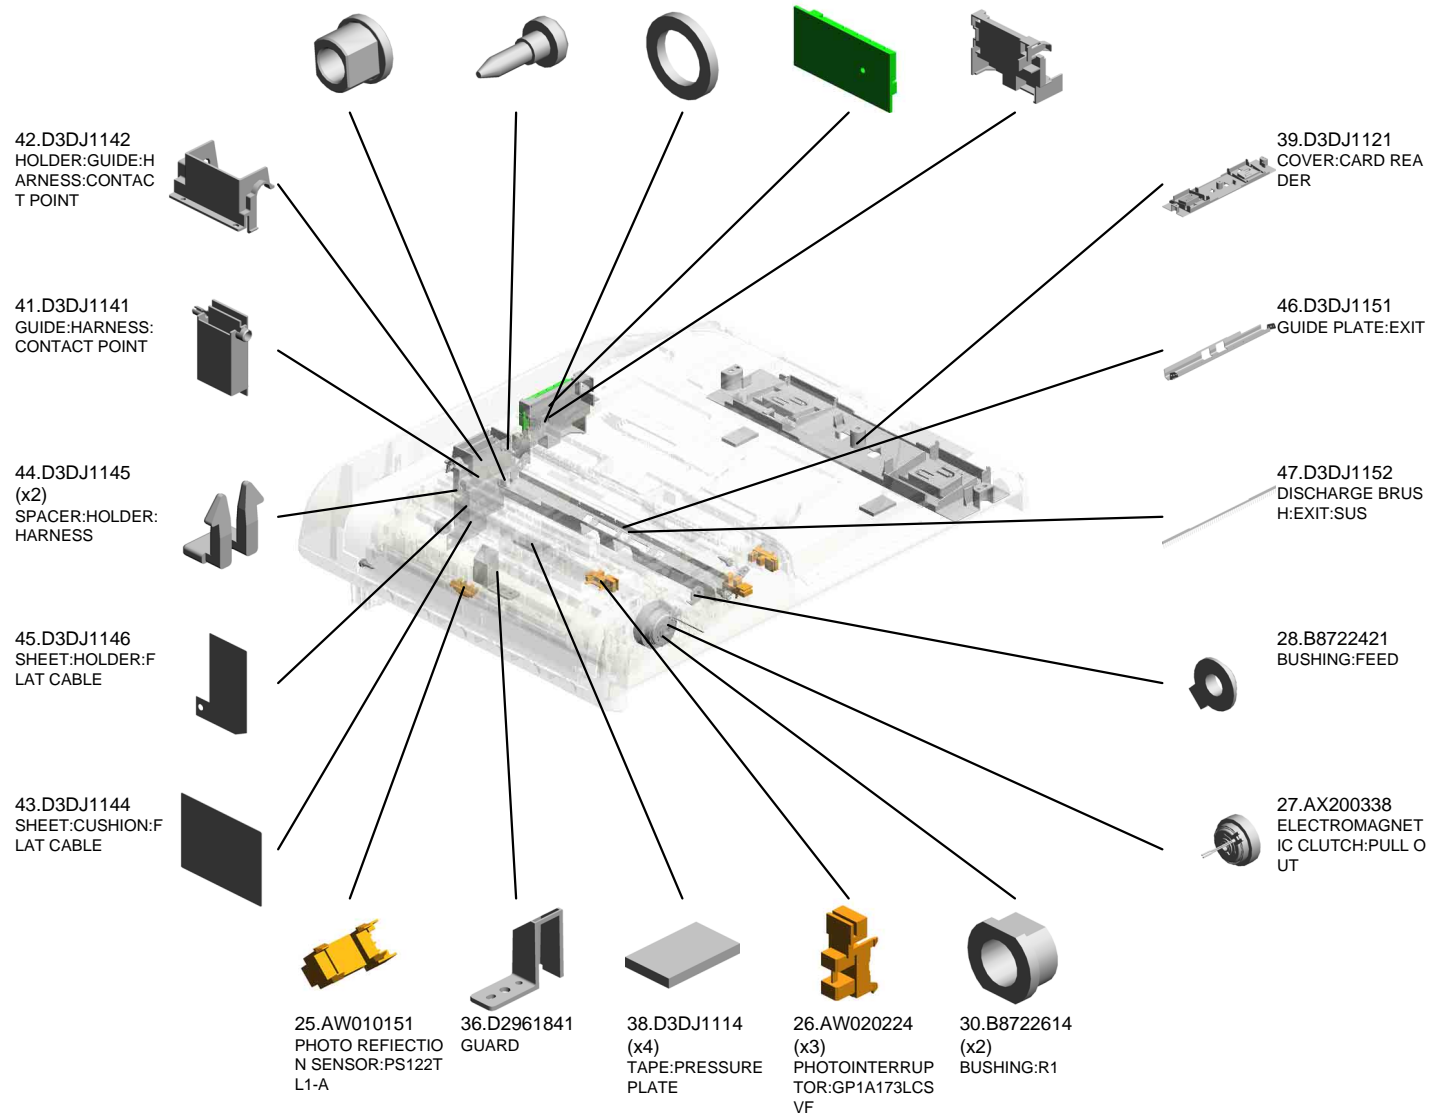 42.D3DJ1142
HOLDER:GUIDE:H
ARNESS:CONTAC
T POINT
39.D3DJ1121
COVER:CARD REA
DER
41.D3DJ1141
GUIDE:HARNESS:
CONTACT POINT
46.D3DJ1151
GUIDE PLATE:EXIT
44.D3DJ1145
(x2)
SPACER:HOLDER:
HARNESS
47.D3DJ1152
DISCHARGE BRUS
H:EXIT:SUS
45.D3DJ1146
SHEET:HOLDER:F
LAT CABLE
28.B8722421
BUSHING:FEED
43.D3DJ1144
SHEET:CUSHION:F
LAT CABLE
27.AX200338
ELECTROMAGNET
IC CLUTCH:PULL O
UT
25.AW010151
PHOTO REFIECTIO
N SENSOR:PS122T
L1-A
36.D2961841
GUARD
38.D3DJ1114
(x4)
TAPE:PRESSURE
PLATE
26.AW020224
(x3)
PHOTOINTERRUP
TOR:GP1A173LCS
VF
30.B8722614
(x2)
BUSHING:R1